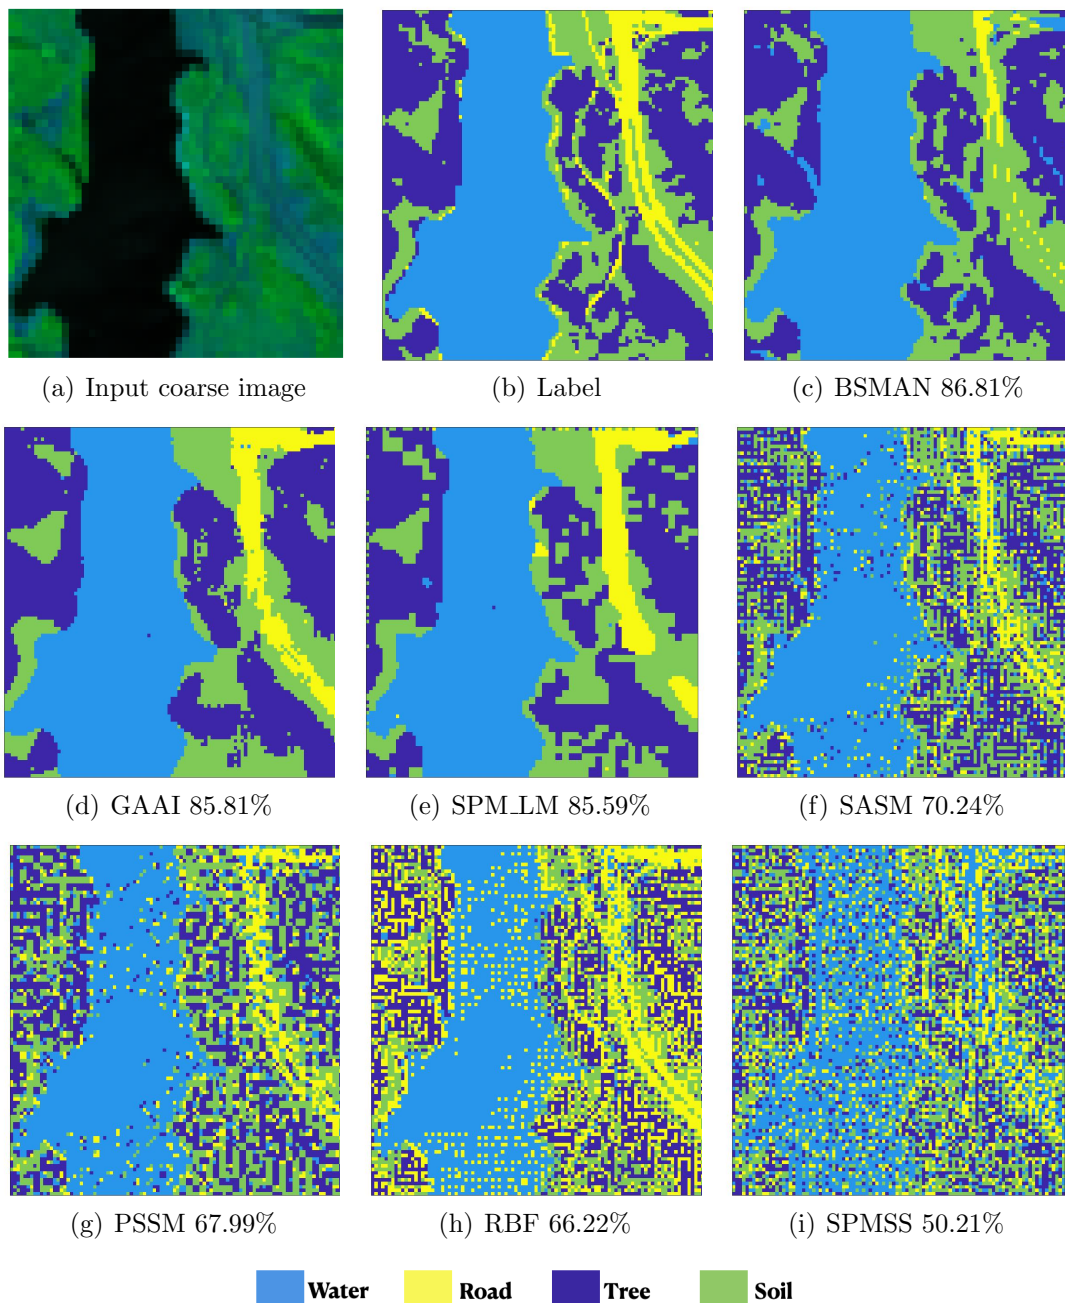 (a) Input coarse image
(b) Label
(c) BSMAN 86.81%
(d) GAAI 85.81%
(e) SPM_LM 85.59%
(f) SASM 70.24%
(g) PSSM 67.99%
(h) RBF 66.22%
(i) SPMSS 50.21%
Water Road Tree Soil